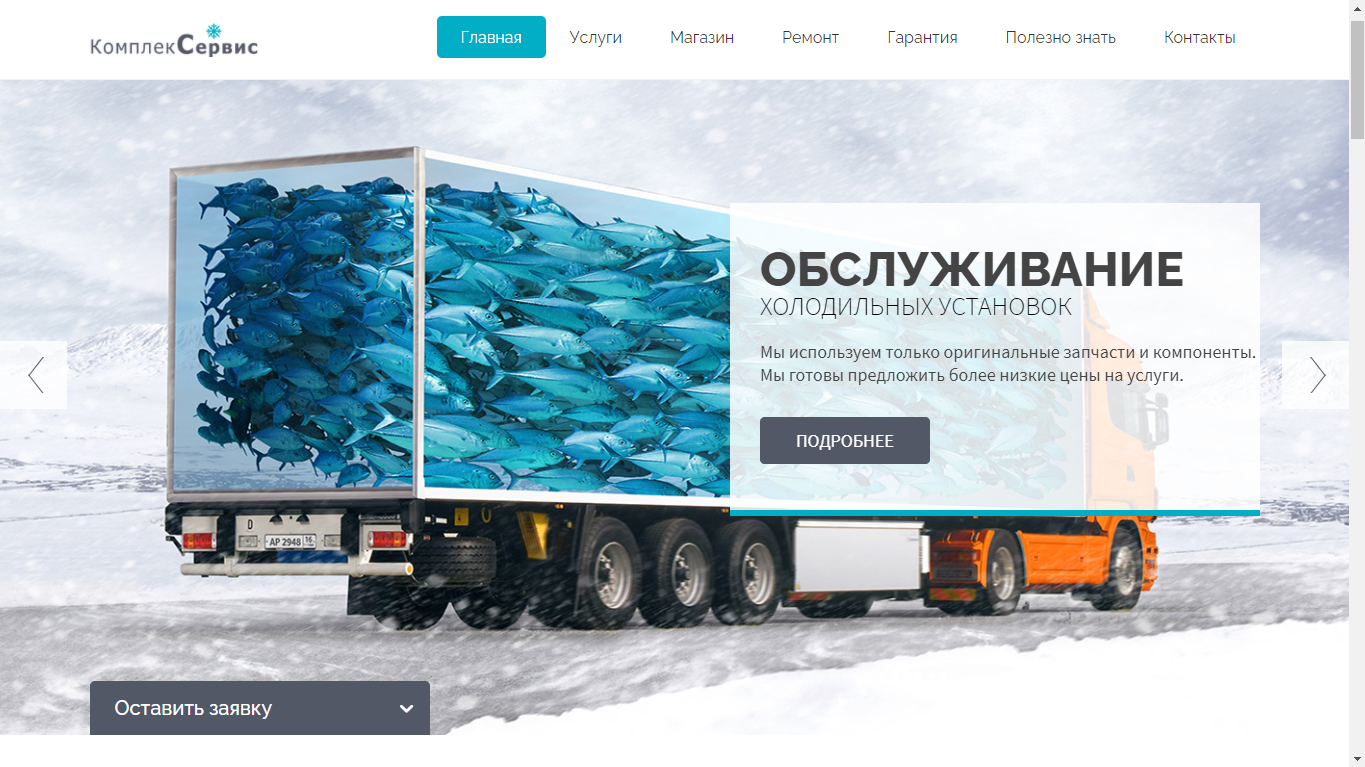 КомплекСервис
Главная
Услуги
Магазин
Ремонт
Гарантия
Полезно знать
Контакты
ОБСЛУЖИВАНИЕ
ХОЛОДИЛЬНЫХ УСТАНОВОК
Мы используем только оригинальные запчасти и компоненты.
Мы готовы предложить более низкие цены на услуги.
ПОДРОБНЕЕ
D
AP 2948 16
Оставить заявку